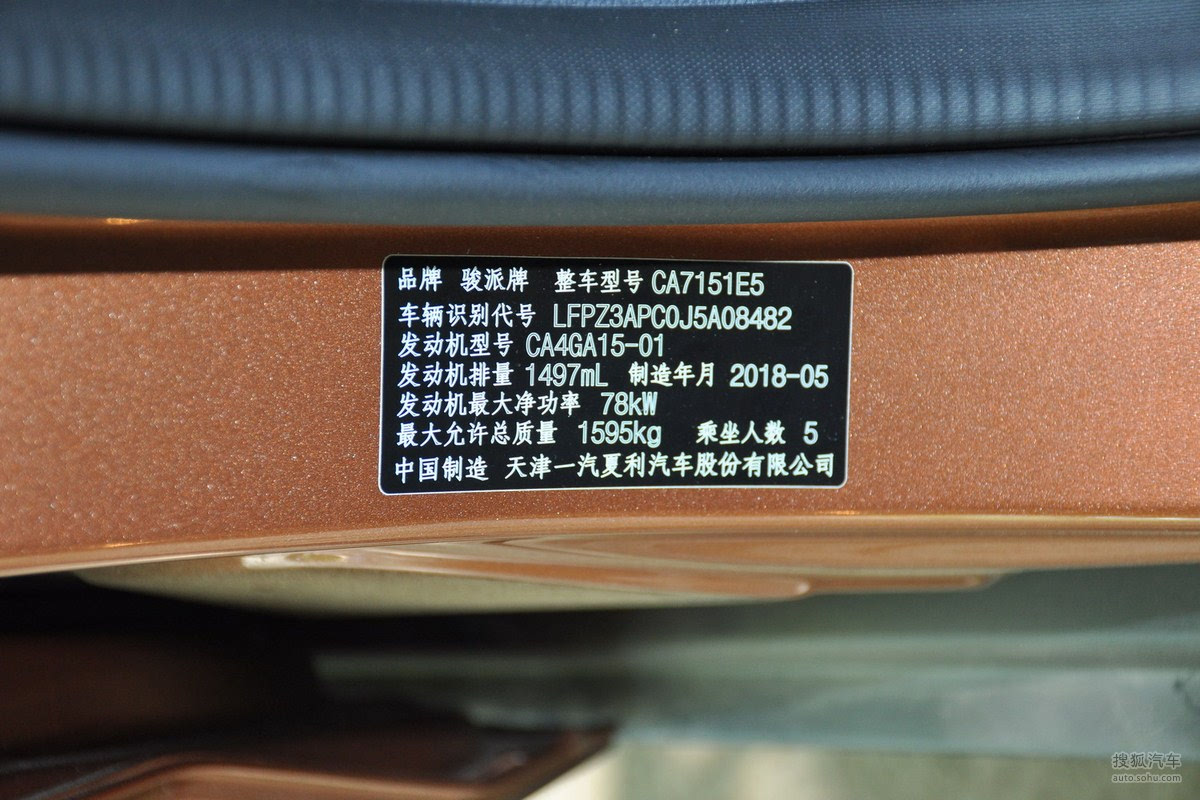 品牌 骏派牌 整车型号 CA7151E5
车辆识别代号 LFPZ3APC0J5A08482
发动机型号 CA4GA15-01
发动机排量 1497mL 制造年月 2018-05
发动机最大净功率 78kW
最大允许总质量 1595kg 乘坐人数 5
中国制造 天津一汽夏利汽车股份有限公司
搜狐汽车
auto.sohu.com